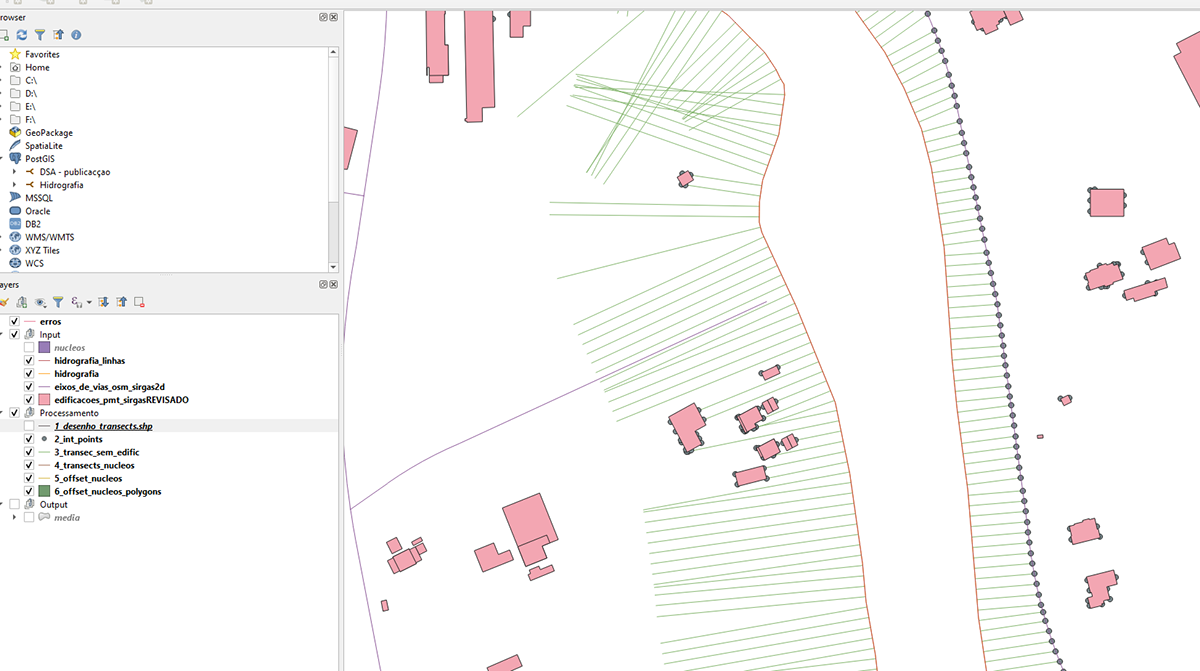 rowser
Favorites
Home
C:\
D:\
E:\
F:\
GeoPackage
SpatiaLite
PostGIS
DSA - publicacçao
Hidrografia
MSSQL
Oracle
DB2
WMS/WMTS
XYZ Tiles
WCS
ayers
erros
Input
nucleos
hidrografia_linhas
hidrografia
eixos_de_vias_osm_sirgas2d
edificacoes_pmt_sirgasREVISADO
Processamento
1_desenho_transects.shp
2_int_points
3_transec_sem_edific
4_transects_nucleos
5_offset_nucleos
6_offset_nucleos_polygons
Output
media